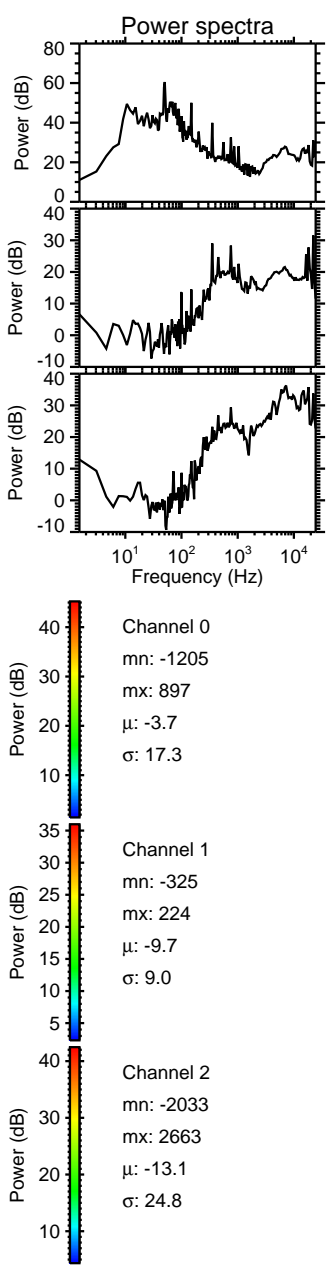 Power spectra
80
60
40
20
0
Power (dB)
40
30
20
10
0
-10
Power (dB)
40
30
20
10
0
-10
Power (dB)
10¹ 10² 10³ 10⁴
Frequency (Hz)
40
30
20
10
Power (dB)
Channel 0
mn: -1205
mx: 897
μ: -3.7
σ: 17.3
35
30
25
20
15
10
5
Power (dB)
Channel 1
mn: -325
mx: 224
μ: -9.7
σ: 9.0
40
30
20
10
Power (dB)
Channel 2
mn: -2033
mx: 2663
μ: -13.1
σ: 24.8